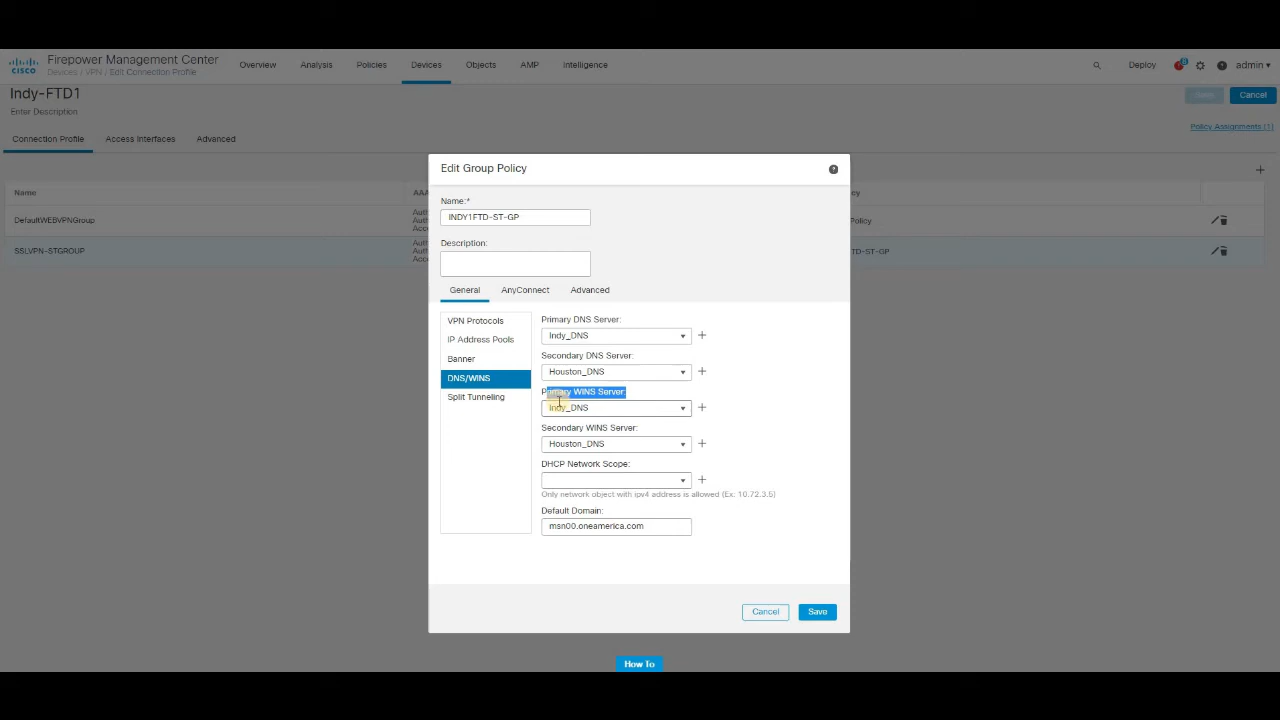 Firepower Management Center
CISCO
Devices / VPN / Edit Connection Profile
Overview
Analysis
Policies
Devices
Objects
AMP
Intelligence
Deploy
admin
Indy-FTD1
Enter Description
Save
Cancel
Policy Assignments (1)
Connection Profile
Access Interfaces
Advanced
Name
AAA
DefaultWEBVPNGroup
SSLVPN-STGROUP
Edit Group Policy
Name:*
INDY1FTD-ST-GP
Description:
General
AnyConnect
Advanced
VPN Protocols
IP Address Pools
Banner
DNS/WINS
Split Tunneling
Primary DNS Server:
Indy_DNS
Secondary DNS Server:
Houston_DNS
Primary WINS Server:
Indy_DNS
Secondary WINS Server:
Houston_DNS
DHCP Network Scope:
Only network object with ipv4 address is allowed (Ex: 10.72.3.5)
Default Domain:
msn00.oneamerica.com
Cancel
Save
How To